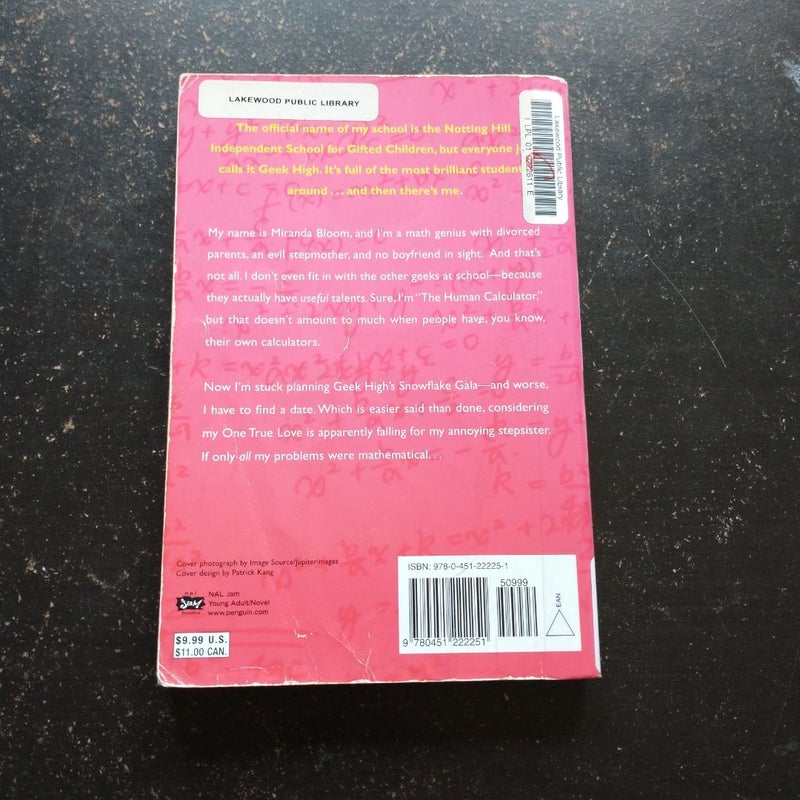 LAKEWOOD PUBLIC LIBRARY
The official name of my school is the Notting Hill
Independent School for Gifted Children, but everyone
calls it Geek High. It's full of the most brilliant student
around...and then there's me.
Lakewood Public Library
My name is Miranda Bloom, and I'm a math genius with divorced
parents, an evil stepmother, and no boyfriend in sight. And that's
not all. I don't even fit in with the other geeks at school—because
they actually have useful talents. Sure, I'm "The Human Calculator,"
but that doesn't amount to much when people have, you know,
their own calculators.
Now I'm stuck planning Geek High's Snowflake Gala—and worse,
I have to find a date. Which is easier said than done, considering
my One True Love is apparently falling for my annoying stepsister.
If only all my problems were mathematical...
Cover photograph by Image Source/Jupiterimages
Cover design by Patrick Kang
nal
JAM
books
NAL Jam
Young Adult/Novel
www.penguin.com
$9.99 U.S.
$11.00 CAN.
ISBN: 978-0-451-22225-1
50999
9 780451 222251
EAN